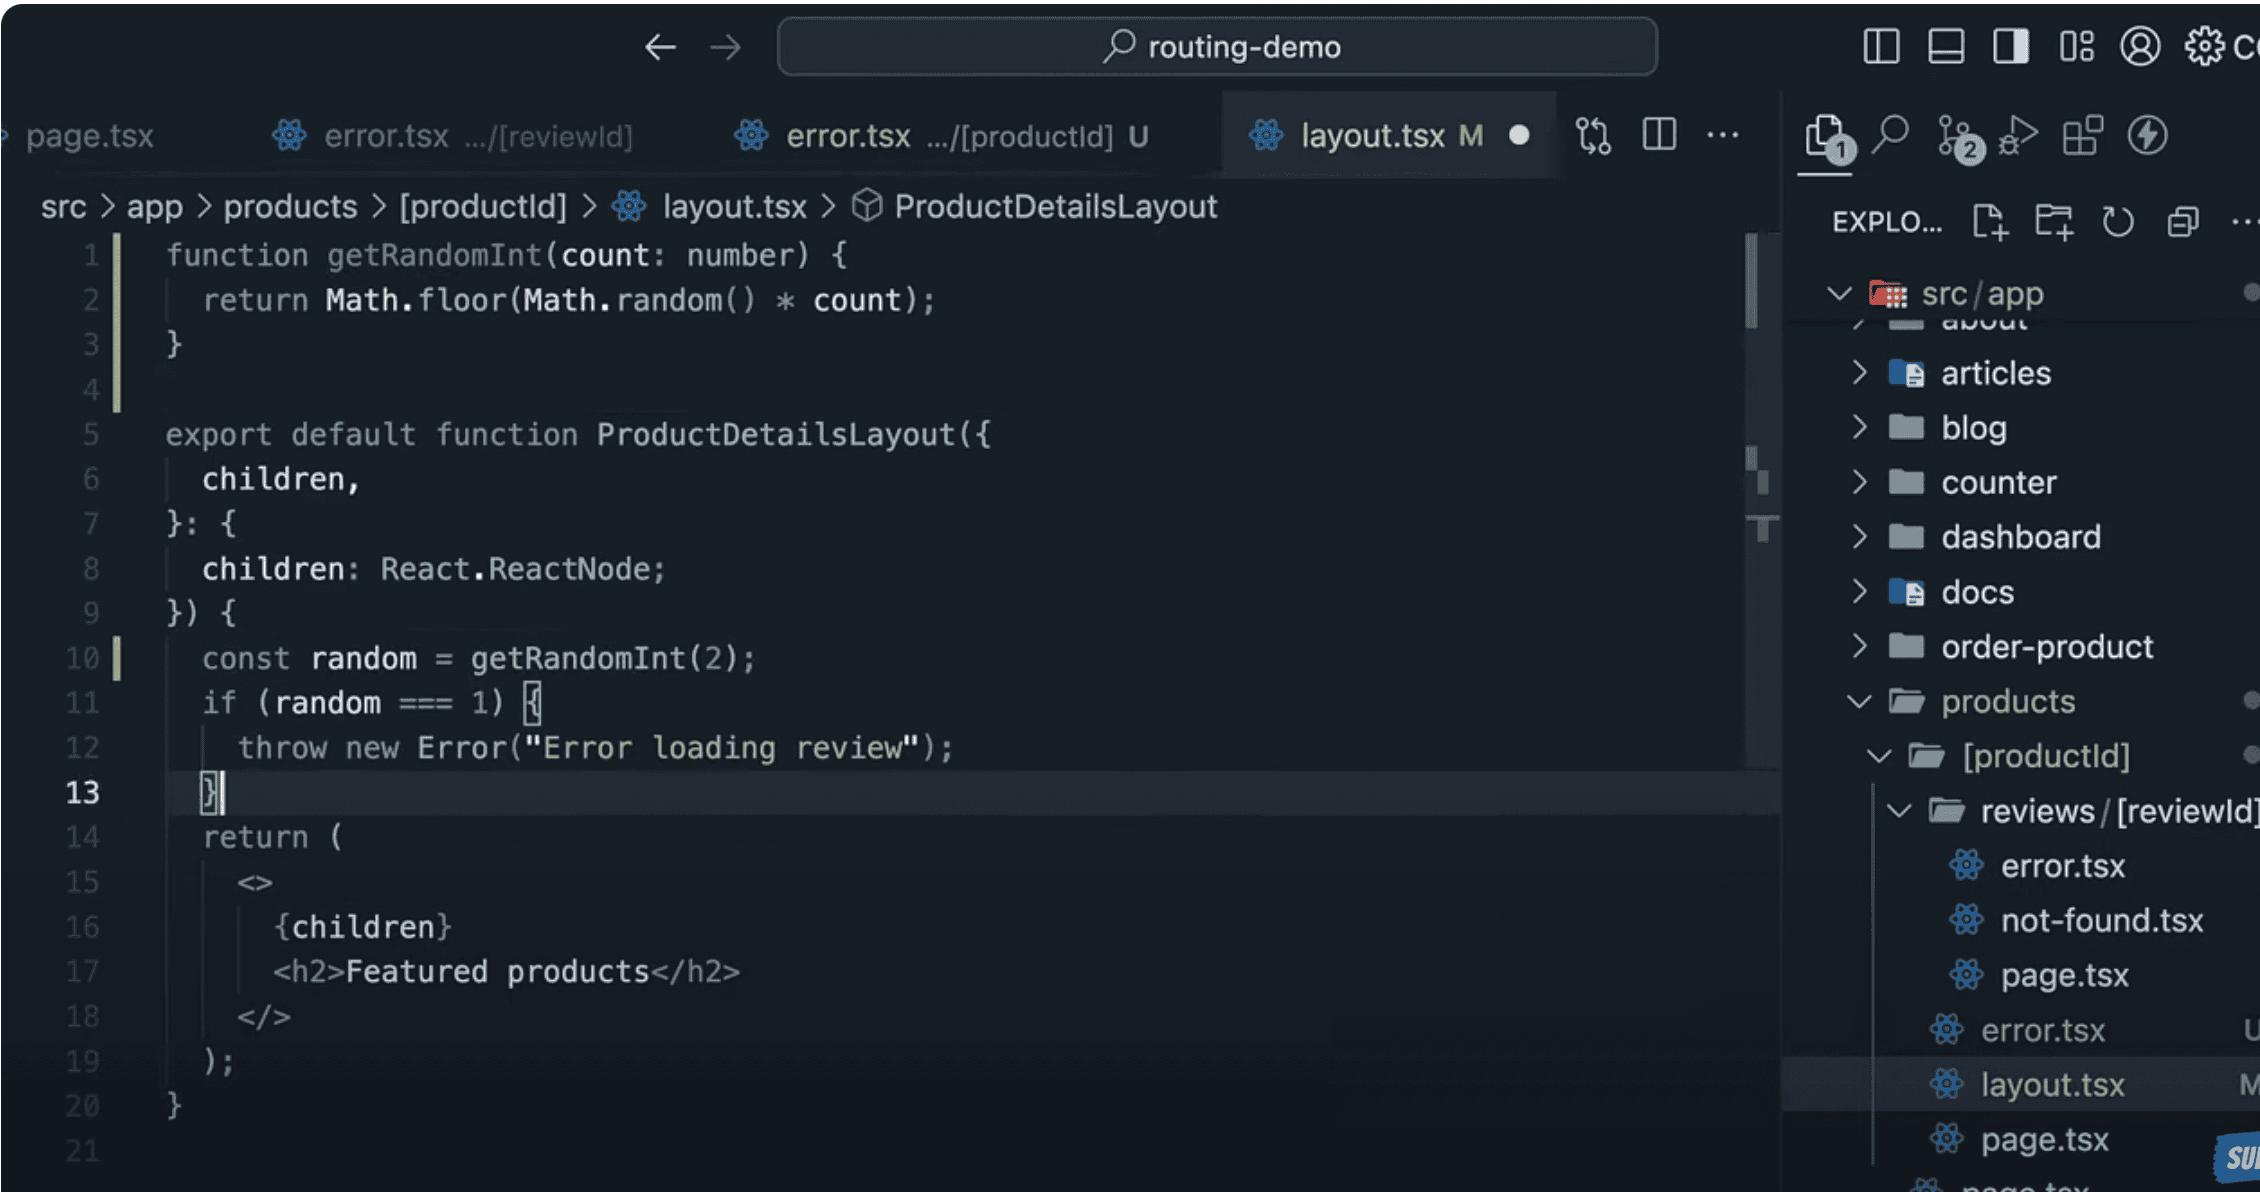 routing-demo
page.tsx
error.tsx .../[reviewId]
error.tsx .../[productId] U
layout.tsx M
1
2
src > app > products > [productId] > layout.tsx > ProductDetailsLayout
1 function getRandomInt(count: number) {
2 return Math.floor(Math.random() * count);
3 }
4
5 export default function ProductDetailsLayout({
6 children,
7 }: {
8 children: React.ReactNode;
9 }) {
10 const random = getRandomInt(2);
11 if (random === 1) {
12 throw new Error("Error loading review");
13 }
14 return (
15 <>
16 {children}
17 <h2>Featured products</h2>
18 </>
19 );
20 }
21
EXPLO...
src/app
about
articles
blog
counter
dashboard
docs
order-product
products
[productId]
reviews/[reviewId]
error.tsx
not-found.tsx
page.tsx
error.tsx U
layout.tsx M
page.tsx
page.tsx